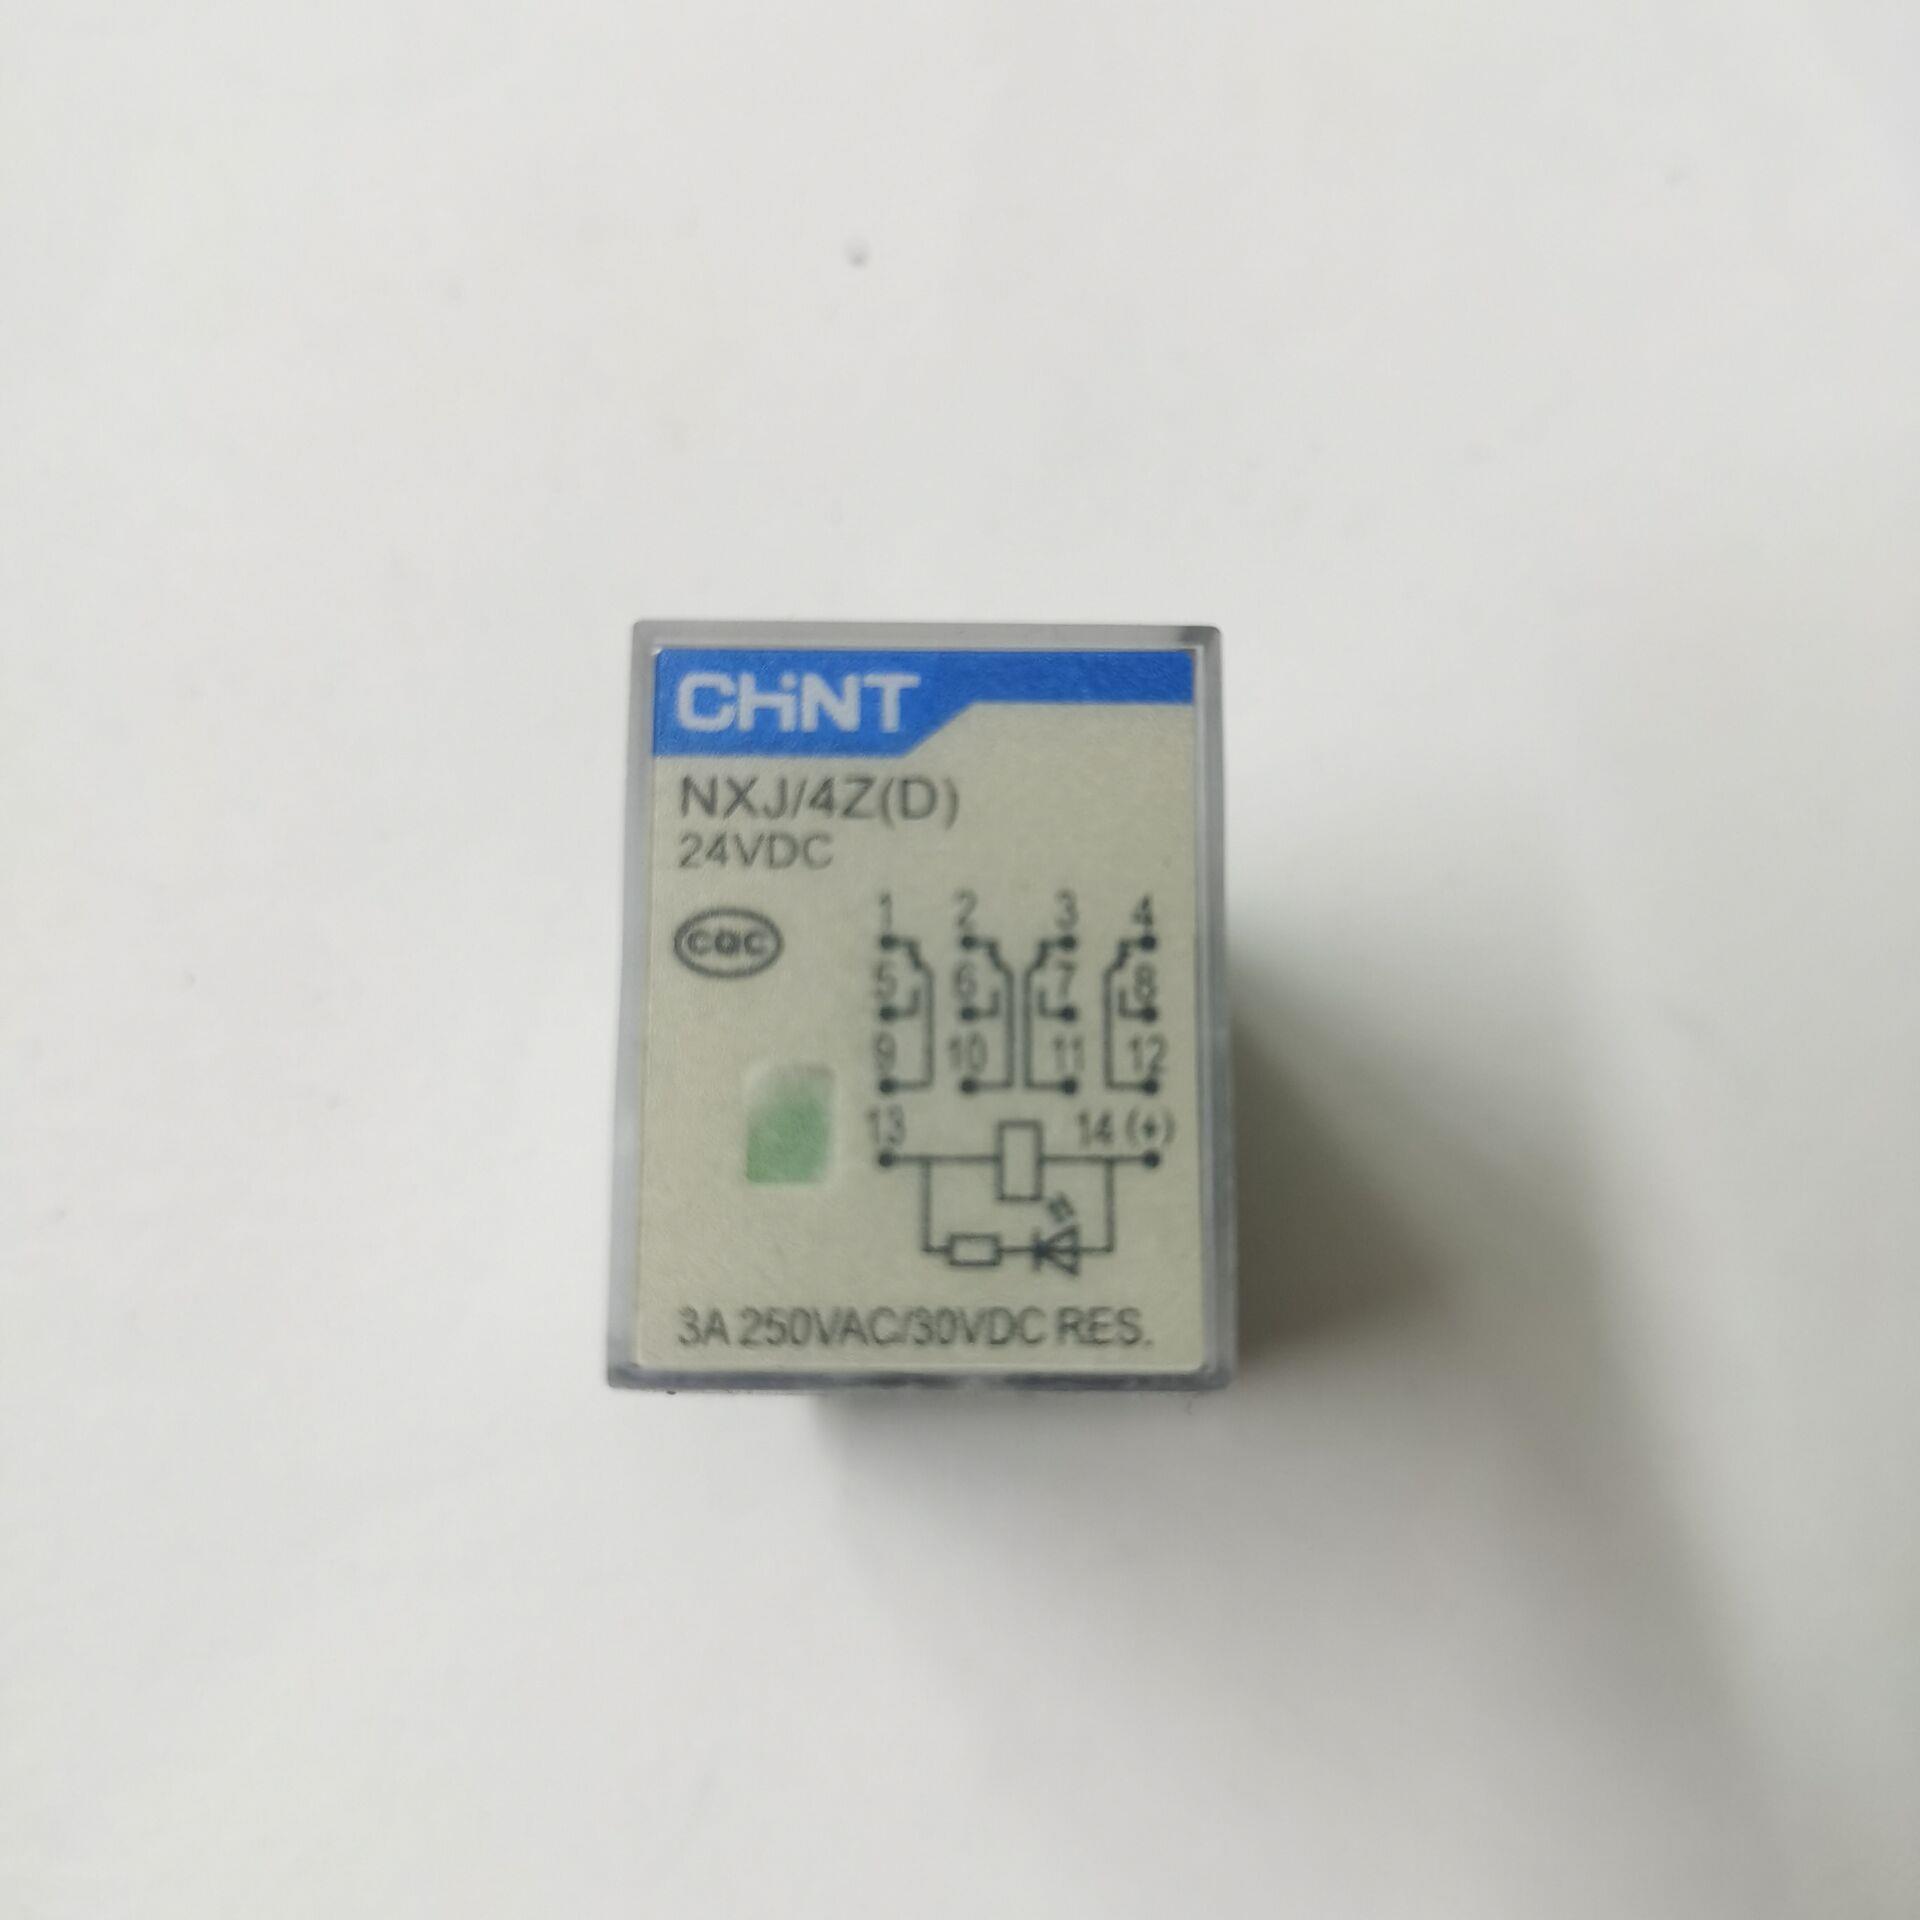 CHiNT
NXJ/4Z(D)
24VDC
CQC
1 2 3 4
5 6 7 8
9 10 11 12
13 14 (+)
3A 250VAC/30VDC RES.